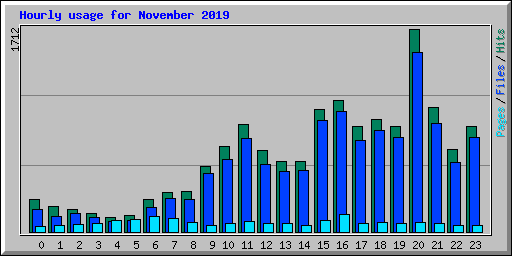 Hourly usage for November 2019
1712
Pages/Files/Hits
0 1 2 3 4 5 6 7 8 9 10 11 12 13 14 15 16 17 18 19 20 21 22 23